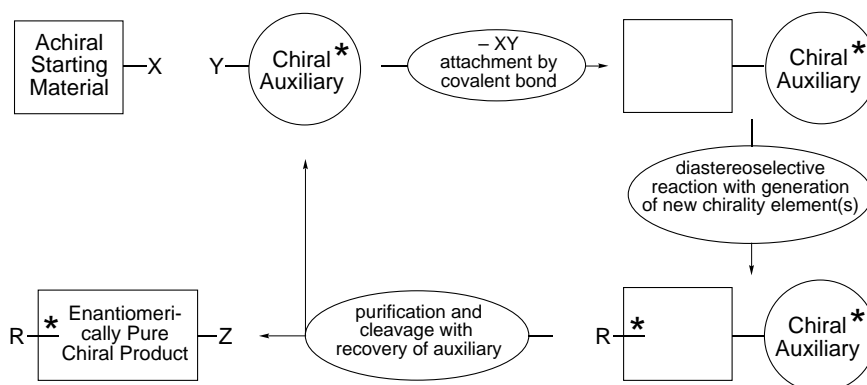 Achiral
Starting
Material
X
Y
Chiral *
Auxiliary
– XY
attachment by
covalent bond
Chiral *
Auxiliary
diastereoselective
reaction with generation
of new chirality element(s)
R * Enantiomeri-
cally Pure
Chiral Product
Z
purification and
cleavage with
recovery of auxiliary
R *
Chiral *
Auxiliary